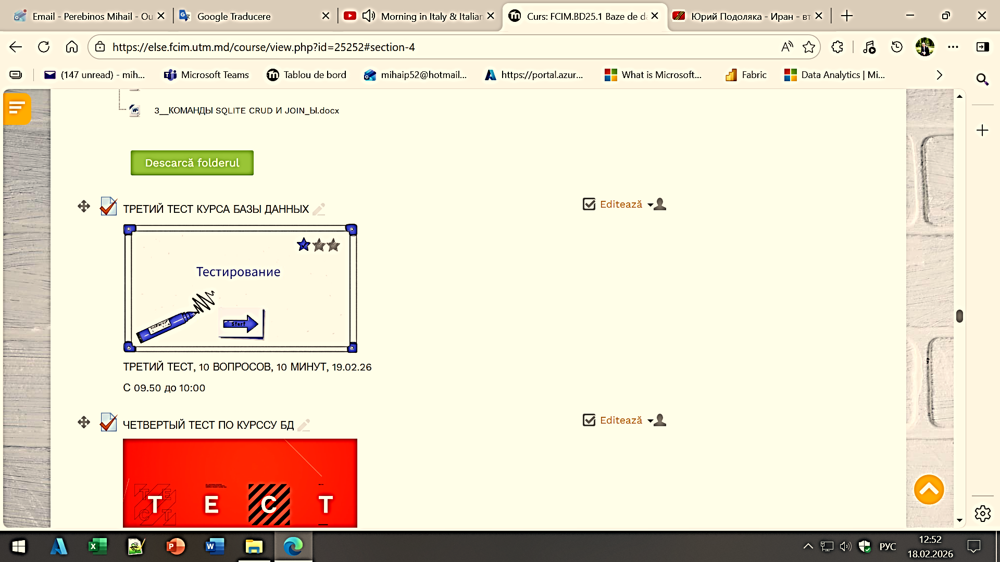 Email - Perebinos Mihail - Ou
Google Traducere
Morning in Italy & Italian
Curs: FCIM.BD25.1 Baze de da
Юрий Подоляка - Иран - вт
https://else.fcim.utm.md/course/view.php?id=25252#section-4
(147 unread) - mih...
Microsoft Teams
Tablou de bord
mihaip52@hotmail...
https://portal.azur...
What is Microsoft...
Fabric
Data Analytics | Mi...
3__КОМАНДЫ SQLITE CRUD И JOIN_Ы.docx
Descarcă folderul
ТРЕТИЙ ТЕСТ КУРСА БАЗЫ ДАННЫХ
Editează
Тестирование
Start
ТРЕТИЙ ТЕСТ, 10 ВОПРОСОВ, 10 МИНУТ, 19.02.26
С 09.50 до 10:00
ЧЕТВЕРТЫЙ ТЕСТ ПО КУРССУ БД
Editează
ТЕСТ
РУС
12:52
18.02.2026